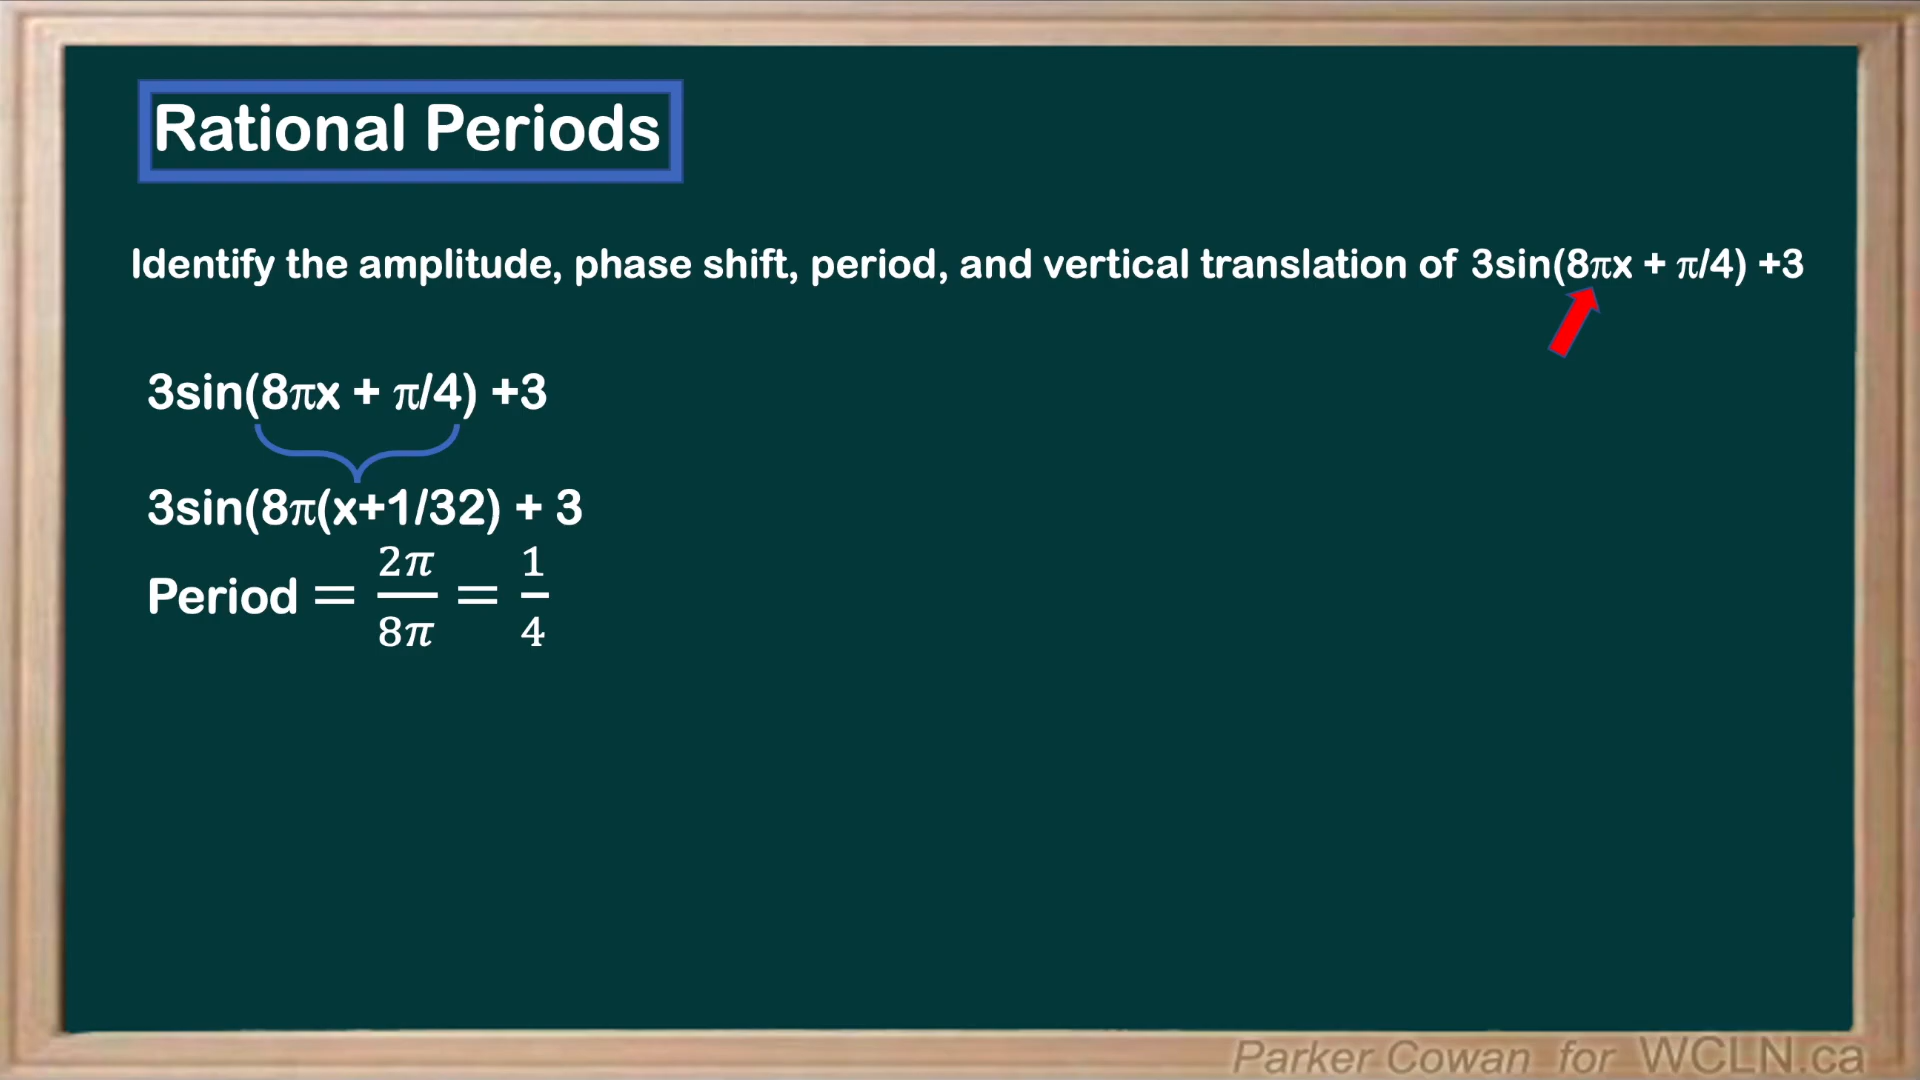 Rational Periods
Identify the amplitude, phase shift, period, and vertical translation of 3sin(8πx + π/4) +3
3sin(8πx + π/4) +3
3sin(8π(x+1/32) + 3
Period = 2π/8π = 1/4
Parker Cowan for WCLN.ca